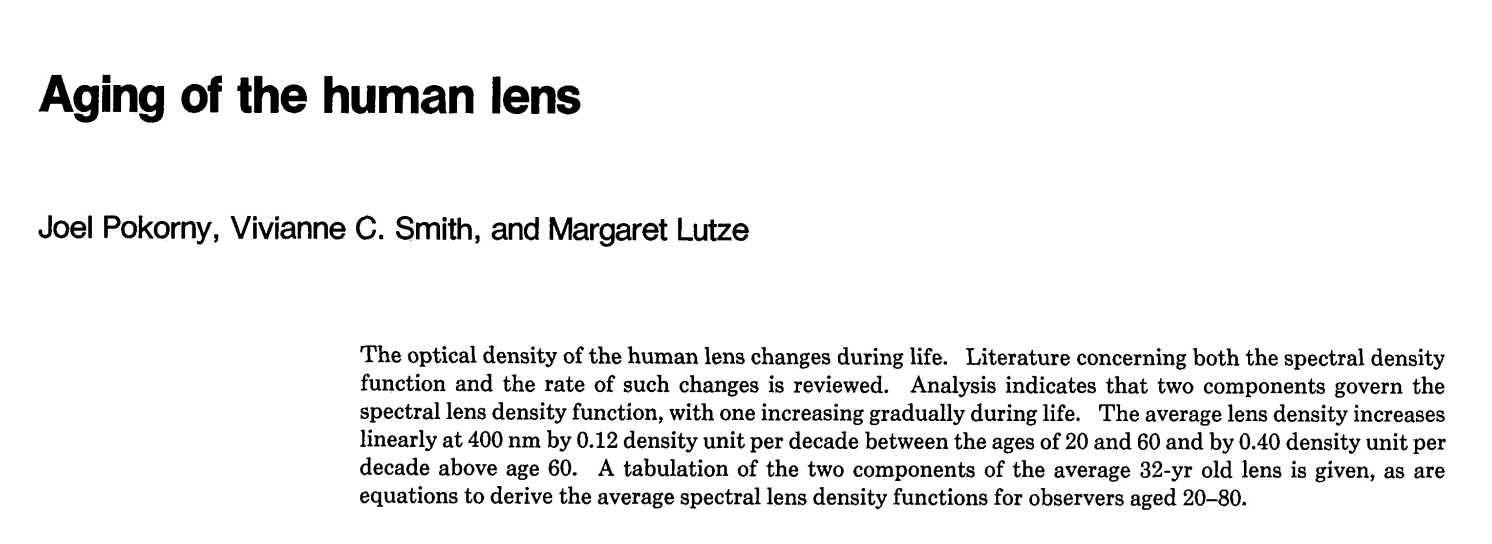 Aging of the human lens
Joel Pokorny, Vivianne C. Smith, and Margaret Lutze
The optical density of the human lens changes during life. Literature concerning both the spectral density
function and the rate of such changes is reviewed. Analysis indicates that two components govern the
spectral lens density function, with one increasing gradually during life. The average lens density increases
linearly at 400 nm by 0.12 density unit per decade between the ages of 20 and 60 and by 0.40 density unit per
decade above age 60. A tabulation of the two components of the average 32-yr old lens is given, as are
equations to derive the average spectral lens density functions for observers aged 20–80.